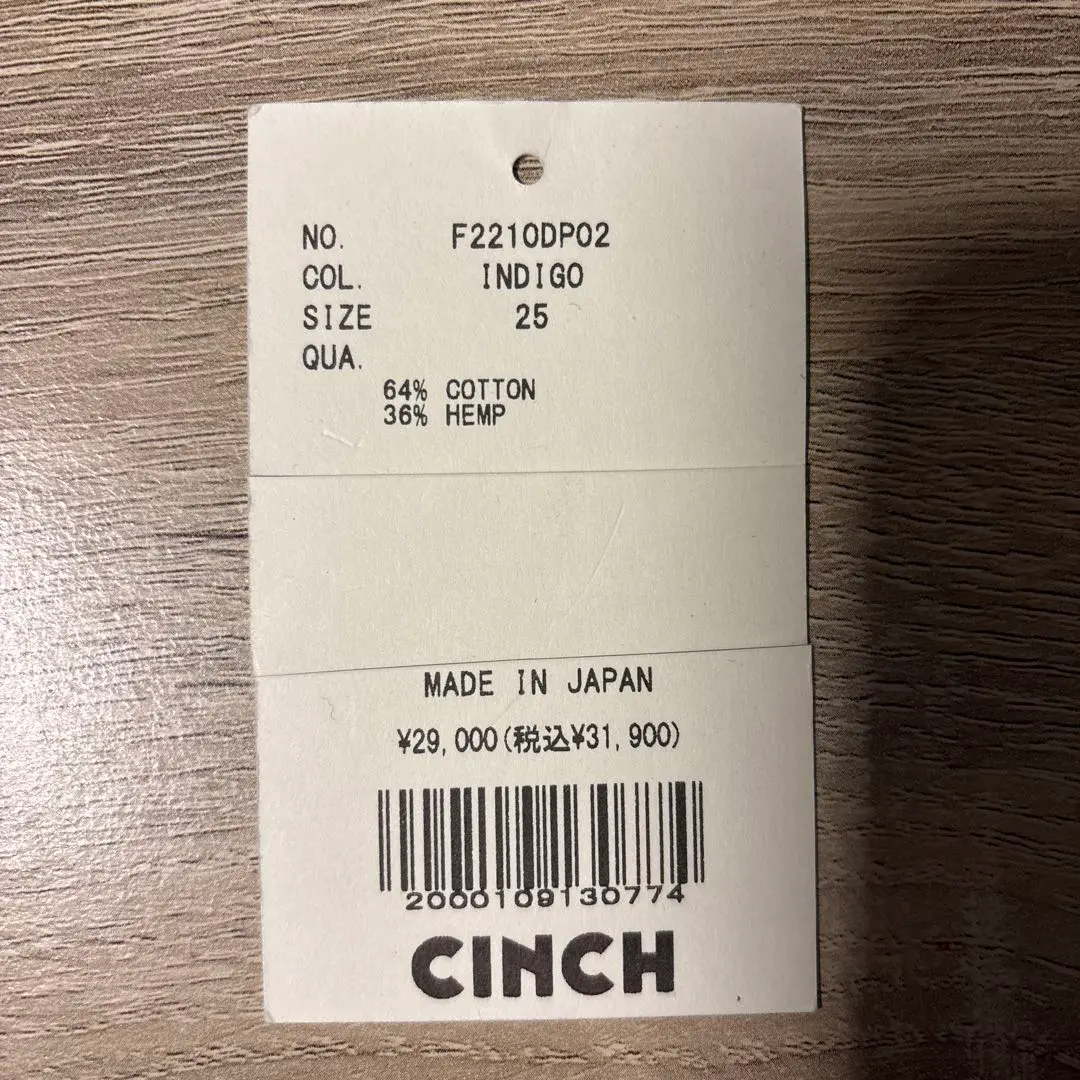 NO. F2210DP02
COL. INDIGO
SIZE 25
QUA.
64% COTTON
36% HEMP
MADE IN JAPAN
¥29,000(税込¥31,900)
2000109130774
CINCH